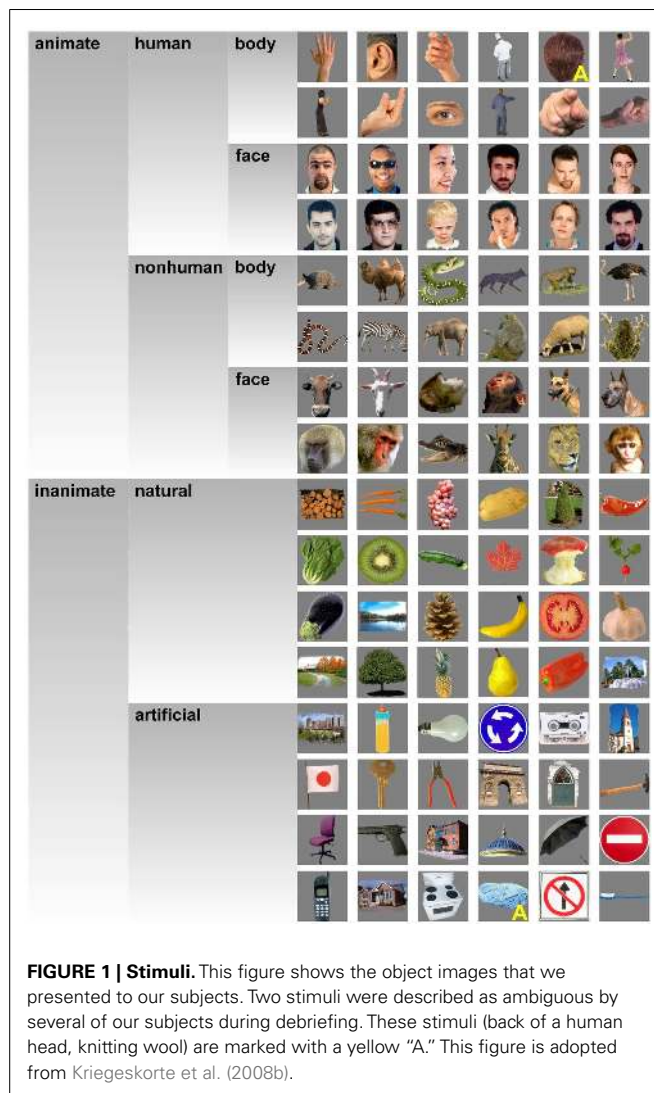 animate human body
A
face
nonhuman body
face
inanimate natural
artificial
A
FIGURE 1 | Stimuli. This figure shows the object images that we
presented to our subjects. Two stimuli were described as ambiguous by
several of our subjects during debriefing. These stimuli (back of a human
head, knitting wool) are marked with a yellow “A.” This figure is adopted
from Kriegeskorte et al. (2008b).